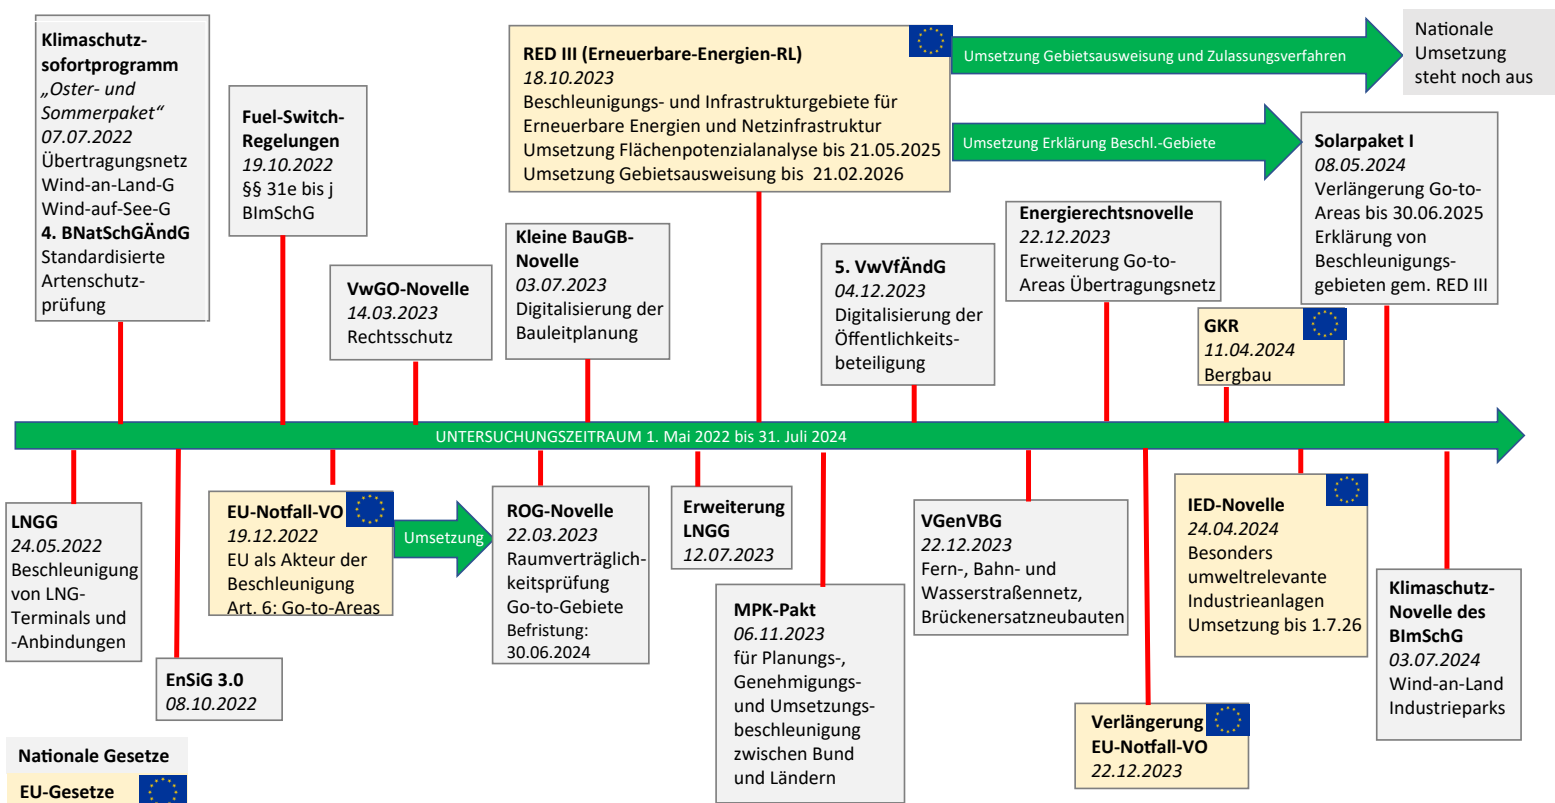 Klimaschutz-
sofortprogramm
„Oster- und
Sommerpaket“
07.07.2022
Übertragungsnetz
Wind-an-Land-G
Wind-auf-See-G
4. BNatSchGÄndG
Standardisierte
Artenschutz-
prüfung
Fuel-Switch-
Regelungen
19.10.2022
§§ 31e bis j
BImSchG
VwGO-Novelle
14.03.2023
Rechtsschutz
Kleine BauGB-
Novelle
03.07.2023
Digitalisierung der
Bauleitplanung
RED III (Erneuerbare-Energien-RL)
18.10.2023
Beschleunigungs- und Infrastrukturgebiete für
Erneuerbare Energien und Netzinfrastruktur
Umsetzung Flächenpotenzialanalyse bis 21.05.2025
Umsetzung Gebietsausweisung bis 21.02.2026
Umsetzung Gebietsausweisung und Zulassungsverfahren
Nationale
Umsetzung
steht noch aus
Umsetzung Erklärung Beschl.-Gebiete
5. VwVfÄndG
04.12.2023
Digitalisierung der
Öffentlichkeits-
beteiligung
Energierechtsnovelle
22.12.2023
Erweiterung Go-to-
Areas Übertragungsnetz
GKR
11.04.2024
Bergbau
Solarpaket I
08.05.2024
Verlängerung Go-to-
Areas bis 30.06.2025
Erklärung von
Beschleunigungs-
gebieten gem. RED III
UNTERSUCHUNGSZEITRAUM 1. Mai 2022 bis 31. Juli 2024
LNGG
24.05.2022
Beschleunigung
von LNG-
Terminals und
-Anbindungen
EnSiG 3.0
08.10.2022
EU-Notfall-VO
19.12.2022
EU als Akteur der
Beschleunigung
Art. 6: Go-to-Areas
Umsetzung
ROG-Novelle
22.03.2023
Raumverträglich-
keitsprüfung
Go-to-Gebiete
Befristung:
30.06.2024
Erweiterung
LNGG
12.07.2023
MPK-Pakt
06.11.2023
für Planungs-,
Genehmigungs-
und Umsetzungs-
beschleunigung
zwischen Bund
und Ländern
VGenVBG
22.12.2023
Fern-, Bahn- und
Wasserstraßennetz,
Brückenersatzneubauten
Verlängerung
EU-Notfall-VO
22.12.2023
IED-Novelle
24.04.2024
Besonders
umweltrelevante
Industrieanlagen
Umsetzung bis 1.7.26
Klimaschutz-
Novelle des
BImSchG
03.07.2024
Wind-an-Land
Industrieparks
Nationale Gesetze
EU-Gesetze